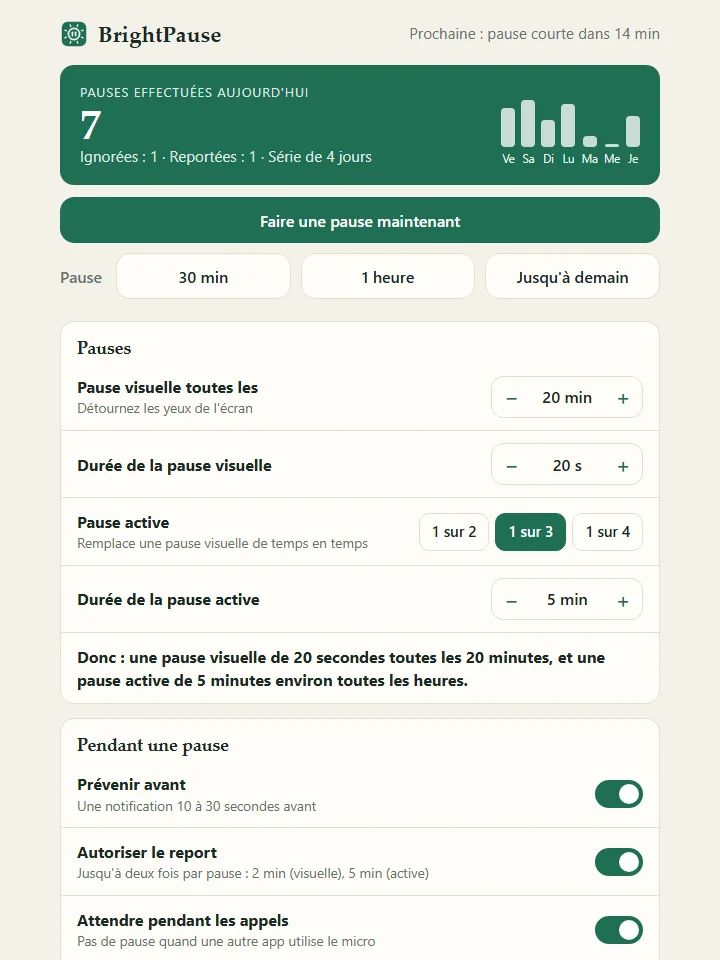 BrightPause
Prochaine : pause courte dans 14 min
PAUSES EFFECTUÉES AUJOURD'HUI
7
Ignorées : 1 · Reportées : 1 · Série de 4 jours
Ve Sa Di Lu Ma Me Je
Faire une pause maintenant
Pause
30 min
1 heure
Jusqu'à demain
Pauses
Pause visuelle toutes les
Détournez les yeux de l'écran
− 20 min +
Durée de la pause visuelle
− 20 s +
Pause active
Remplace une pause visuelle de temps en temps
1 sur 2
1 sur 3
1 sur 4
Durée de la pause active
− 5 min +
Donc : une pause visuelle de 20 secondes toutes les 20 minutes, et une
pause active de 5 minutes environ toutes les heures.
Pendant une pause
Prévenir avant
Une notification 10 à 30 secondes avant
Autoriser le report
Jusqu'à deux fois par pause : 2 min (visuelle), 5 min (active)
Attendre pendant les appels
Pas de pause quand une autre app utilise le micro